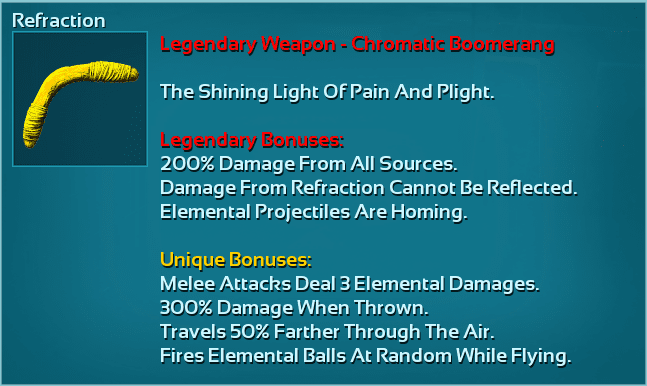 Refraction
Legendary Weapon - Chromatic Boomerang
The Shining Light Of Pain And Plight.
Legendary Bonuses:
200% Damage From All Sources.
Damage From Refraction Cannot Be Reflected.
Elemental Projectiles Are Homing.
Unique Bonuses:
Melee Attacks Deal 3 Elemental Damages.
300% Damage When Thrown.
Travels 50% Farther Through The Air.
Fires Elemental Balls At Random While Flying.